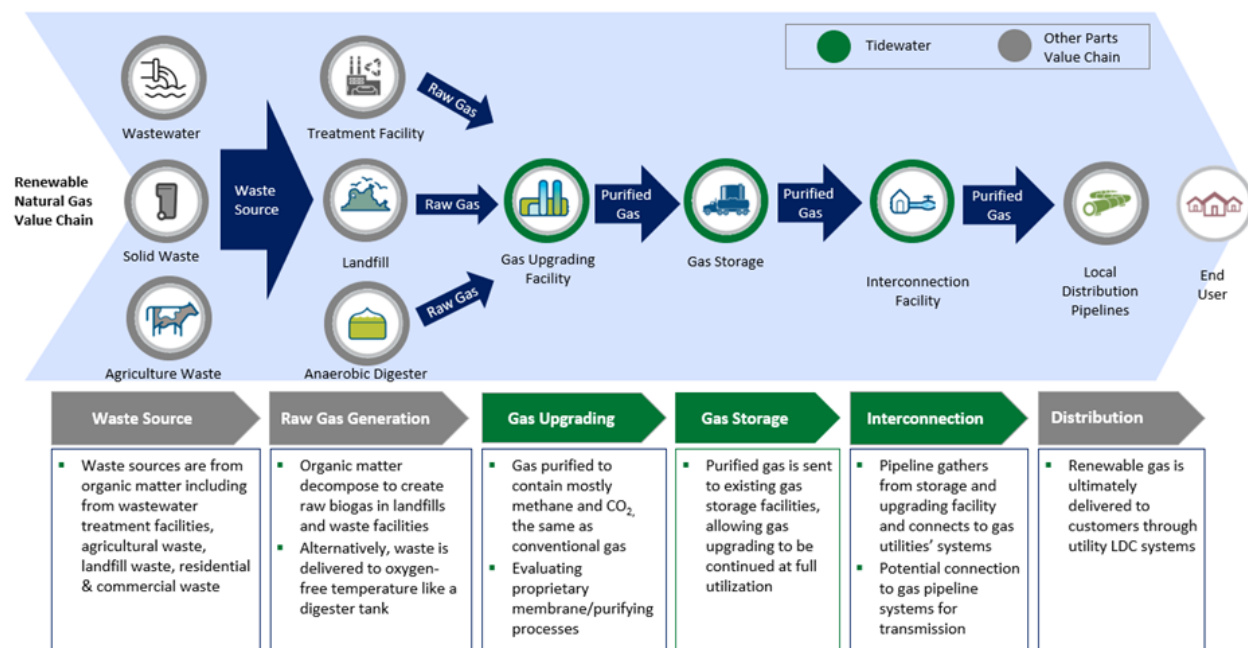 Tidewater
Other Parts
Value Chain
Wastewater
Treatment Facility
Raw Gas
Renewable
Natural Gas
Value Chain
Waste
Source
Solid Waste
Landfill
Raw Gas
Gas Upgrading
Facility
Purified
Gas
Gas Storage
Purified
Gas
Interconnection
Facility
Purified
Gas
Local
Distribution
Pipelines
End
User
Agriculture Waste
Anaerobic Digester
Raw Gas
Waste Source
▪ Waste sources are from
organic matter including
from wastewater
treatment facilities,
agricultural waste,
landfill waste, residential
& commercial waste
Raw Gas Generation
▪ Organic matter
decompose to create
raw biogas in landfills
and waste facilities
▪ Alternatively, waste is
delivered to oxygen-
free temperature like a
digester tank
Gas Upgrading
▪ Gas purified to
contain mostly
methane and CO₂,
the same as
conventional gas
▪ Evaluating
proprietary
membrane/purifying
processes
Gas Storage
▪ Purified gas is sent
to existing gas
storage facilities,
allowing gas
upgrading to be
continued at full
utilization
Interconnection
▪ Pipeline gathers
from storage and
upgrading facility
and connects to gas
utilities' systems
▪ Potential connection
to gas pipeline
systems for
transmission
Distribution
▪ Renewable gas is
ultimately
delivered to
customers through
utility LDC systems